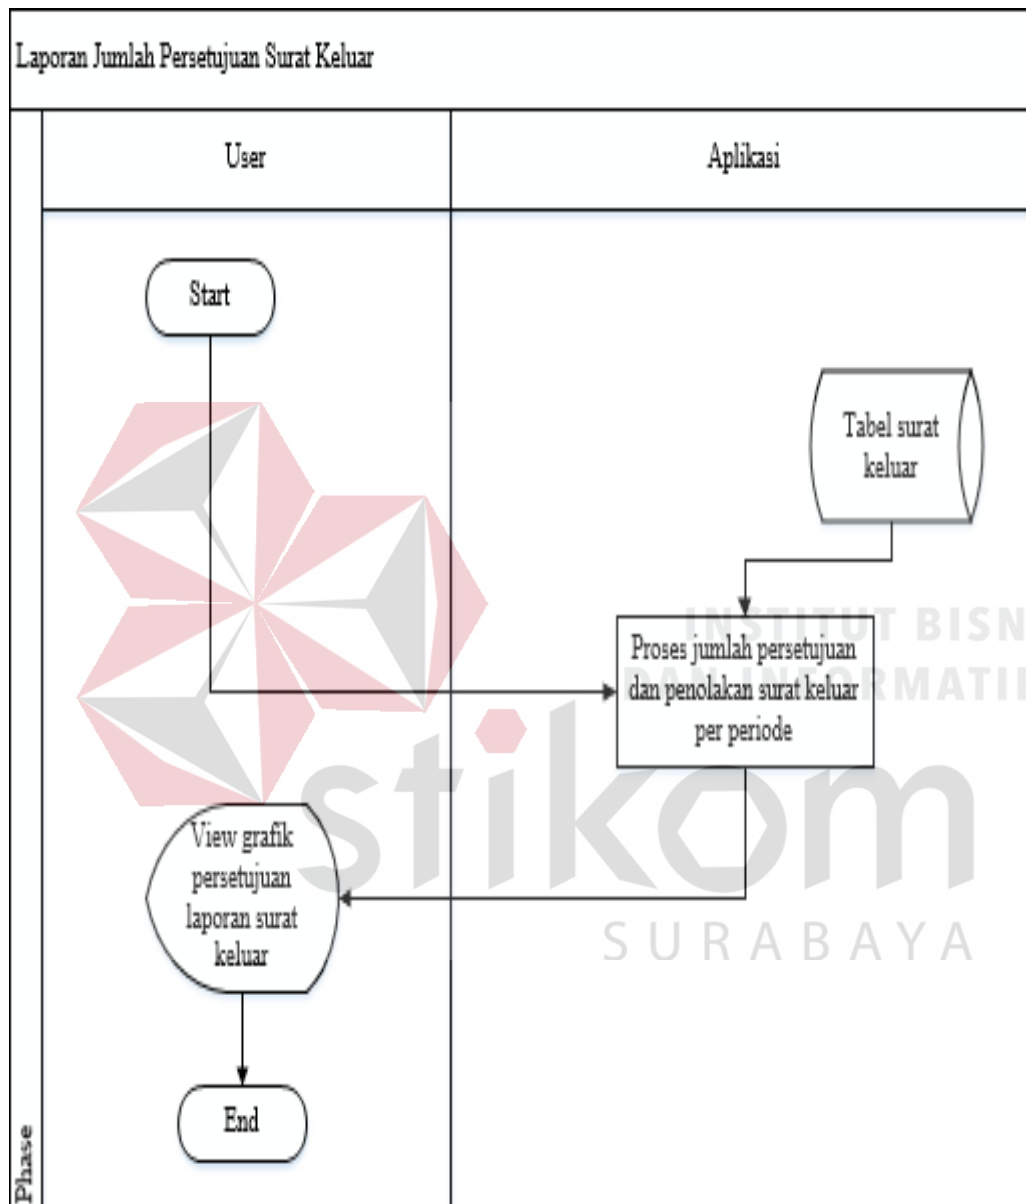 Laporan Jumlah Persetujuan Surat Keluar
User
Aplikasi
Start
Tabel surat
keluar
INSTITUT BISN
DAN INFORMATIK
Proses jumlah persetujuan
dan penolakan surat keluar
per periode
stikom
SURABAYA
View grafik
persetujuan
laporan surat
keluar
End
Phase